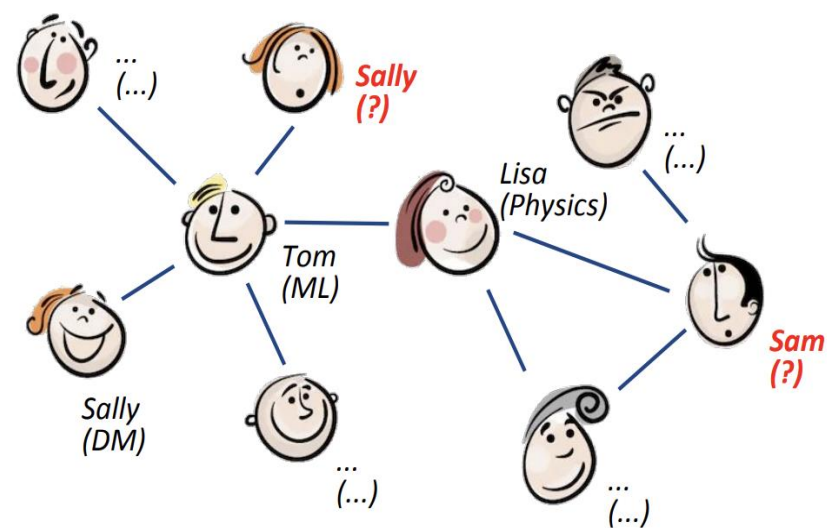 ...
(...)
Sally
(?)
...
(...)
Lisa
(Physics)
Tom
(ML)
Sam
(?)
Sally
(DM)
...
(...)
...
(...)